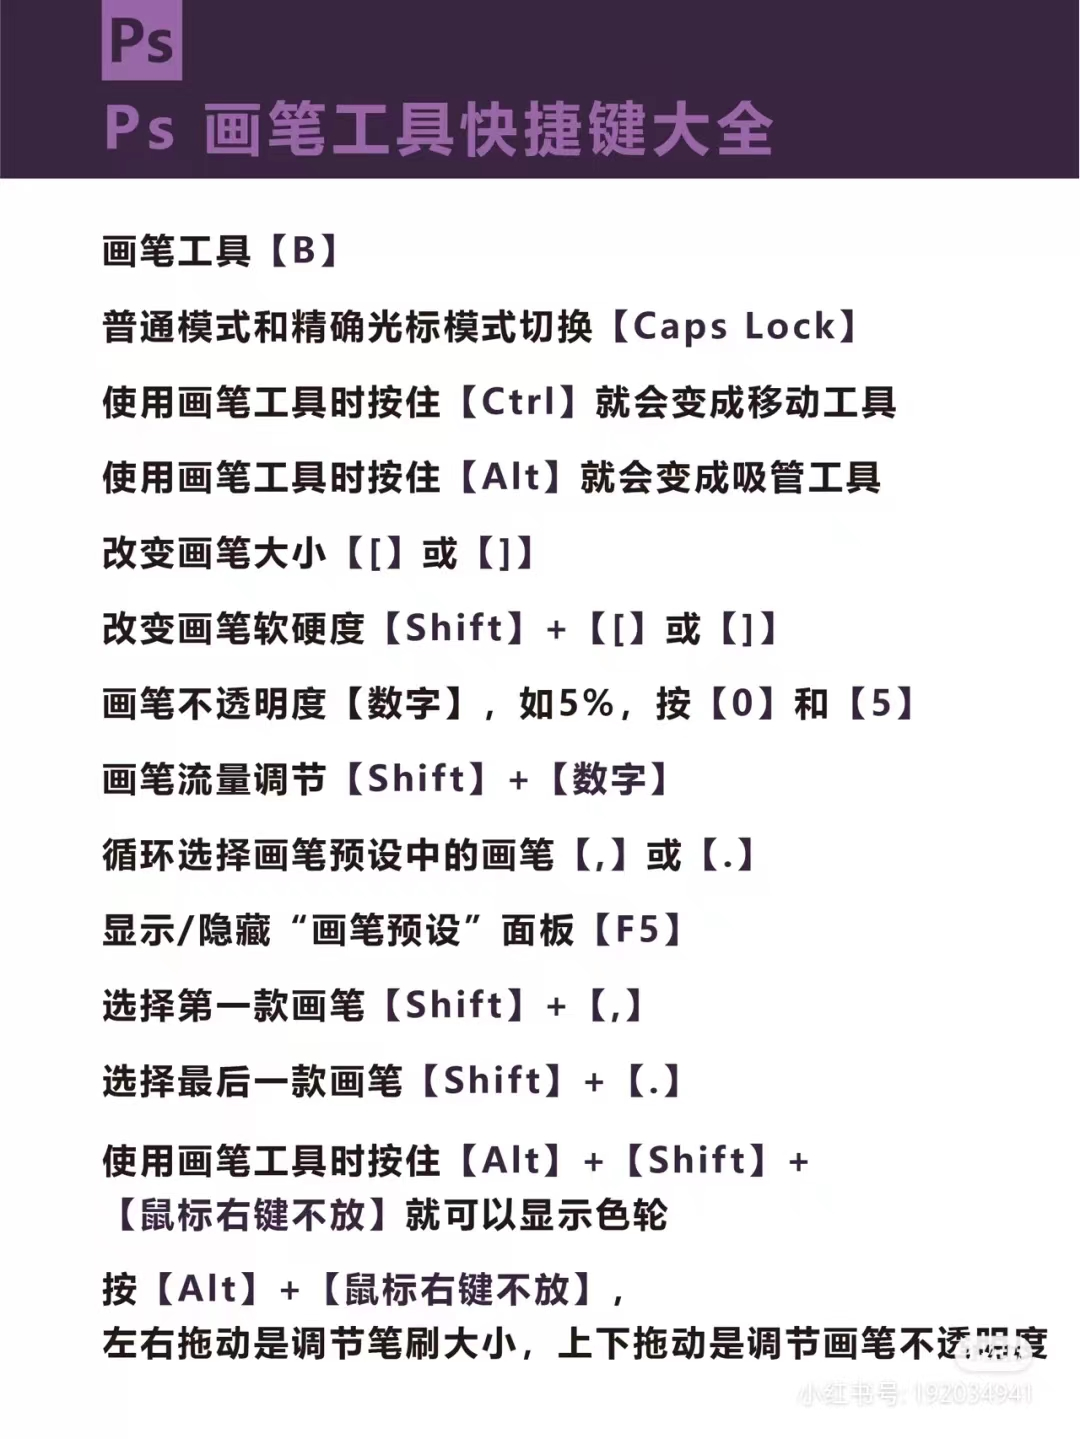 Ps
Ps 画笔工具快捷键大全
画笔工具【B】
普通模式和精确光标模式切换【Caps Lock】
使用画笔工具时按住【Ctrl】就会变成移动工具
使用画笔工具时按住【Alt】就会变成吸管工具
改变画笔大小【[】或【]】
改变画笔软硬度【Shift】+【[】或【]】
画笔不透明度【数字】，如5%，按【0】和【5】
画笔流量调节【Shift】+【数字】
循环选择画笔预设中的画笔【,】或【.】
显示/隐藏“画笔预设”面板【F5】
选择第一款画笔【Shift】+【,】
选择最后一款画笔【Shift】+【.】
使用画笔工具时按住【Alt】+【Shift】+
【鼠标右键不放】就可以显示色轮
按【Alt】+【鼠标右键不放】，
左右拖动是调节笔刷大小，上下拖动是调节画笔不透明度
小红书号: 192034941